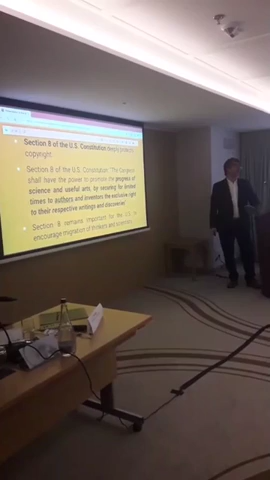 Section 8 of the U.S. Constitution
copyright.
Section 8 of the U.S. Constitution "The Congress
shall have the power to promote the progress of
science and useful arts, by securing for limited
times to authors and inventors the exclusive right
to their respective writings and discoveries'
Section 8 remains important for the U.S. to
encourage migration of thinkers and scientists.